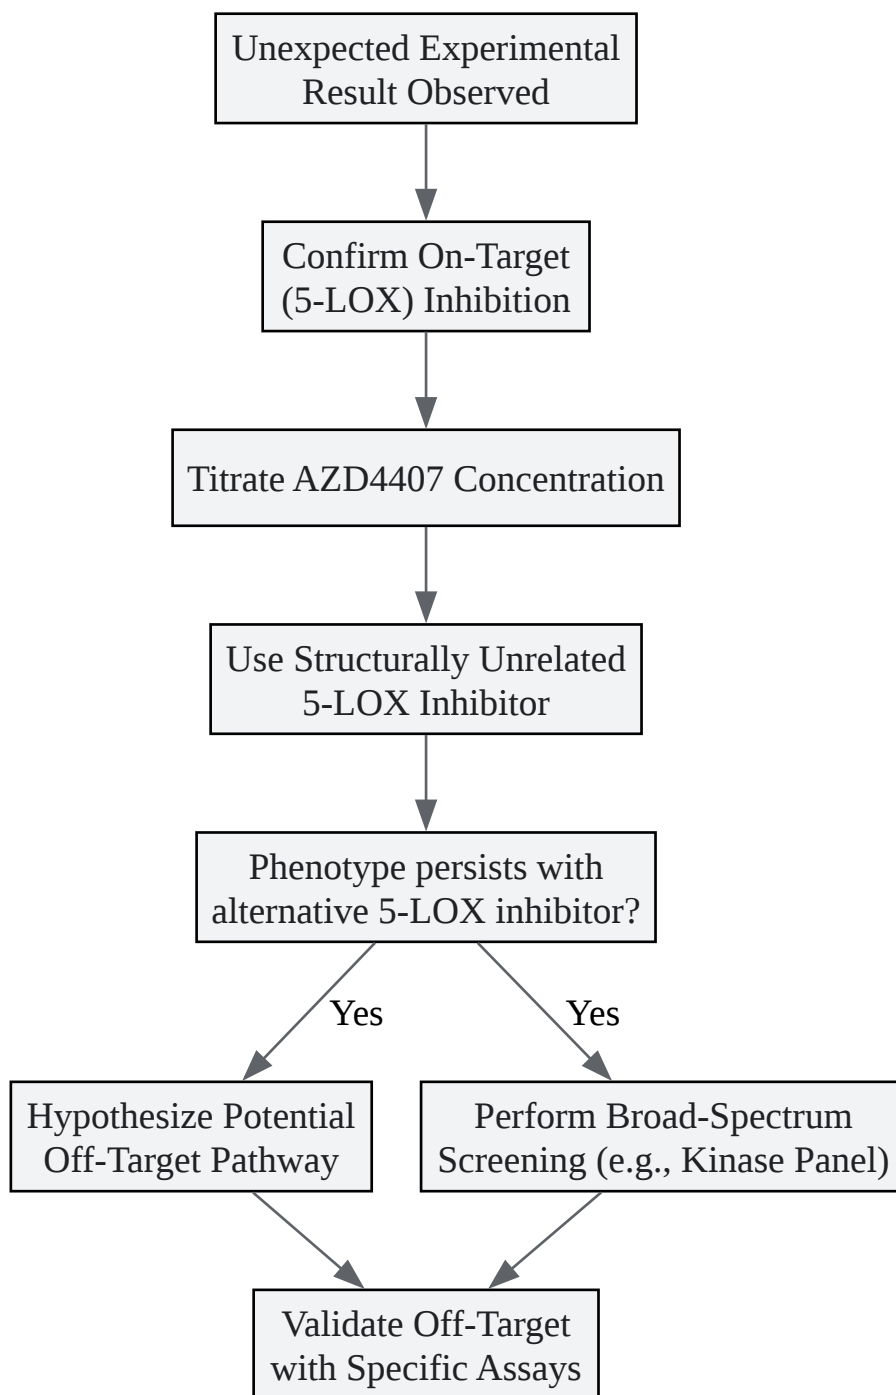 Unexpected Experimental
Result Observed
Confirm On-Target
(5-LOX) Inhibition
Titrate AZD4407 Concentration
Use Structurally Unrelated
5-LOX Inhibitor
Phenotype persists with
alternative 5-LOX inhibitor?
Yes
Yes
Hypothesize Potential
Off-Target Pathway
Perform Broad-Spectrum
Screening (e.g., Kinase Panel)
Validate Off-Target
with Specific Assays